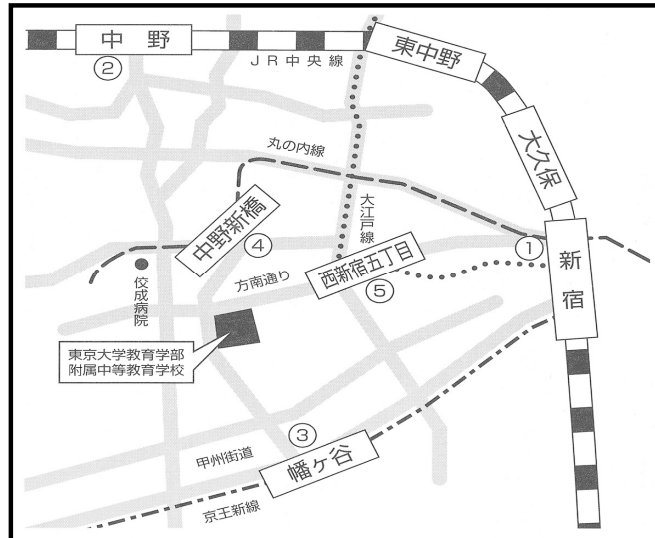 中野
②
JR中央線
東中野
大久保
丸の内線
大江戸線
中野新橋
④
①
新宿
佼成病院
方南通り
西新宿五丁目
⑤
東京大学教育学部
附属中等教育学校
③
甲州街道
幡ヶ谷
京王新線